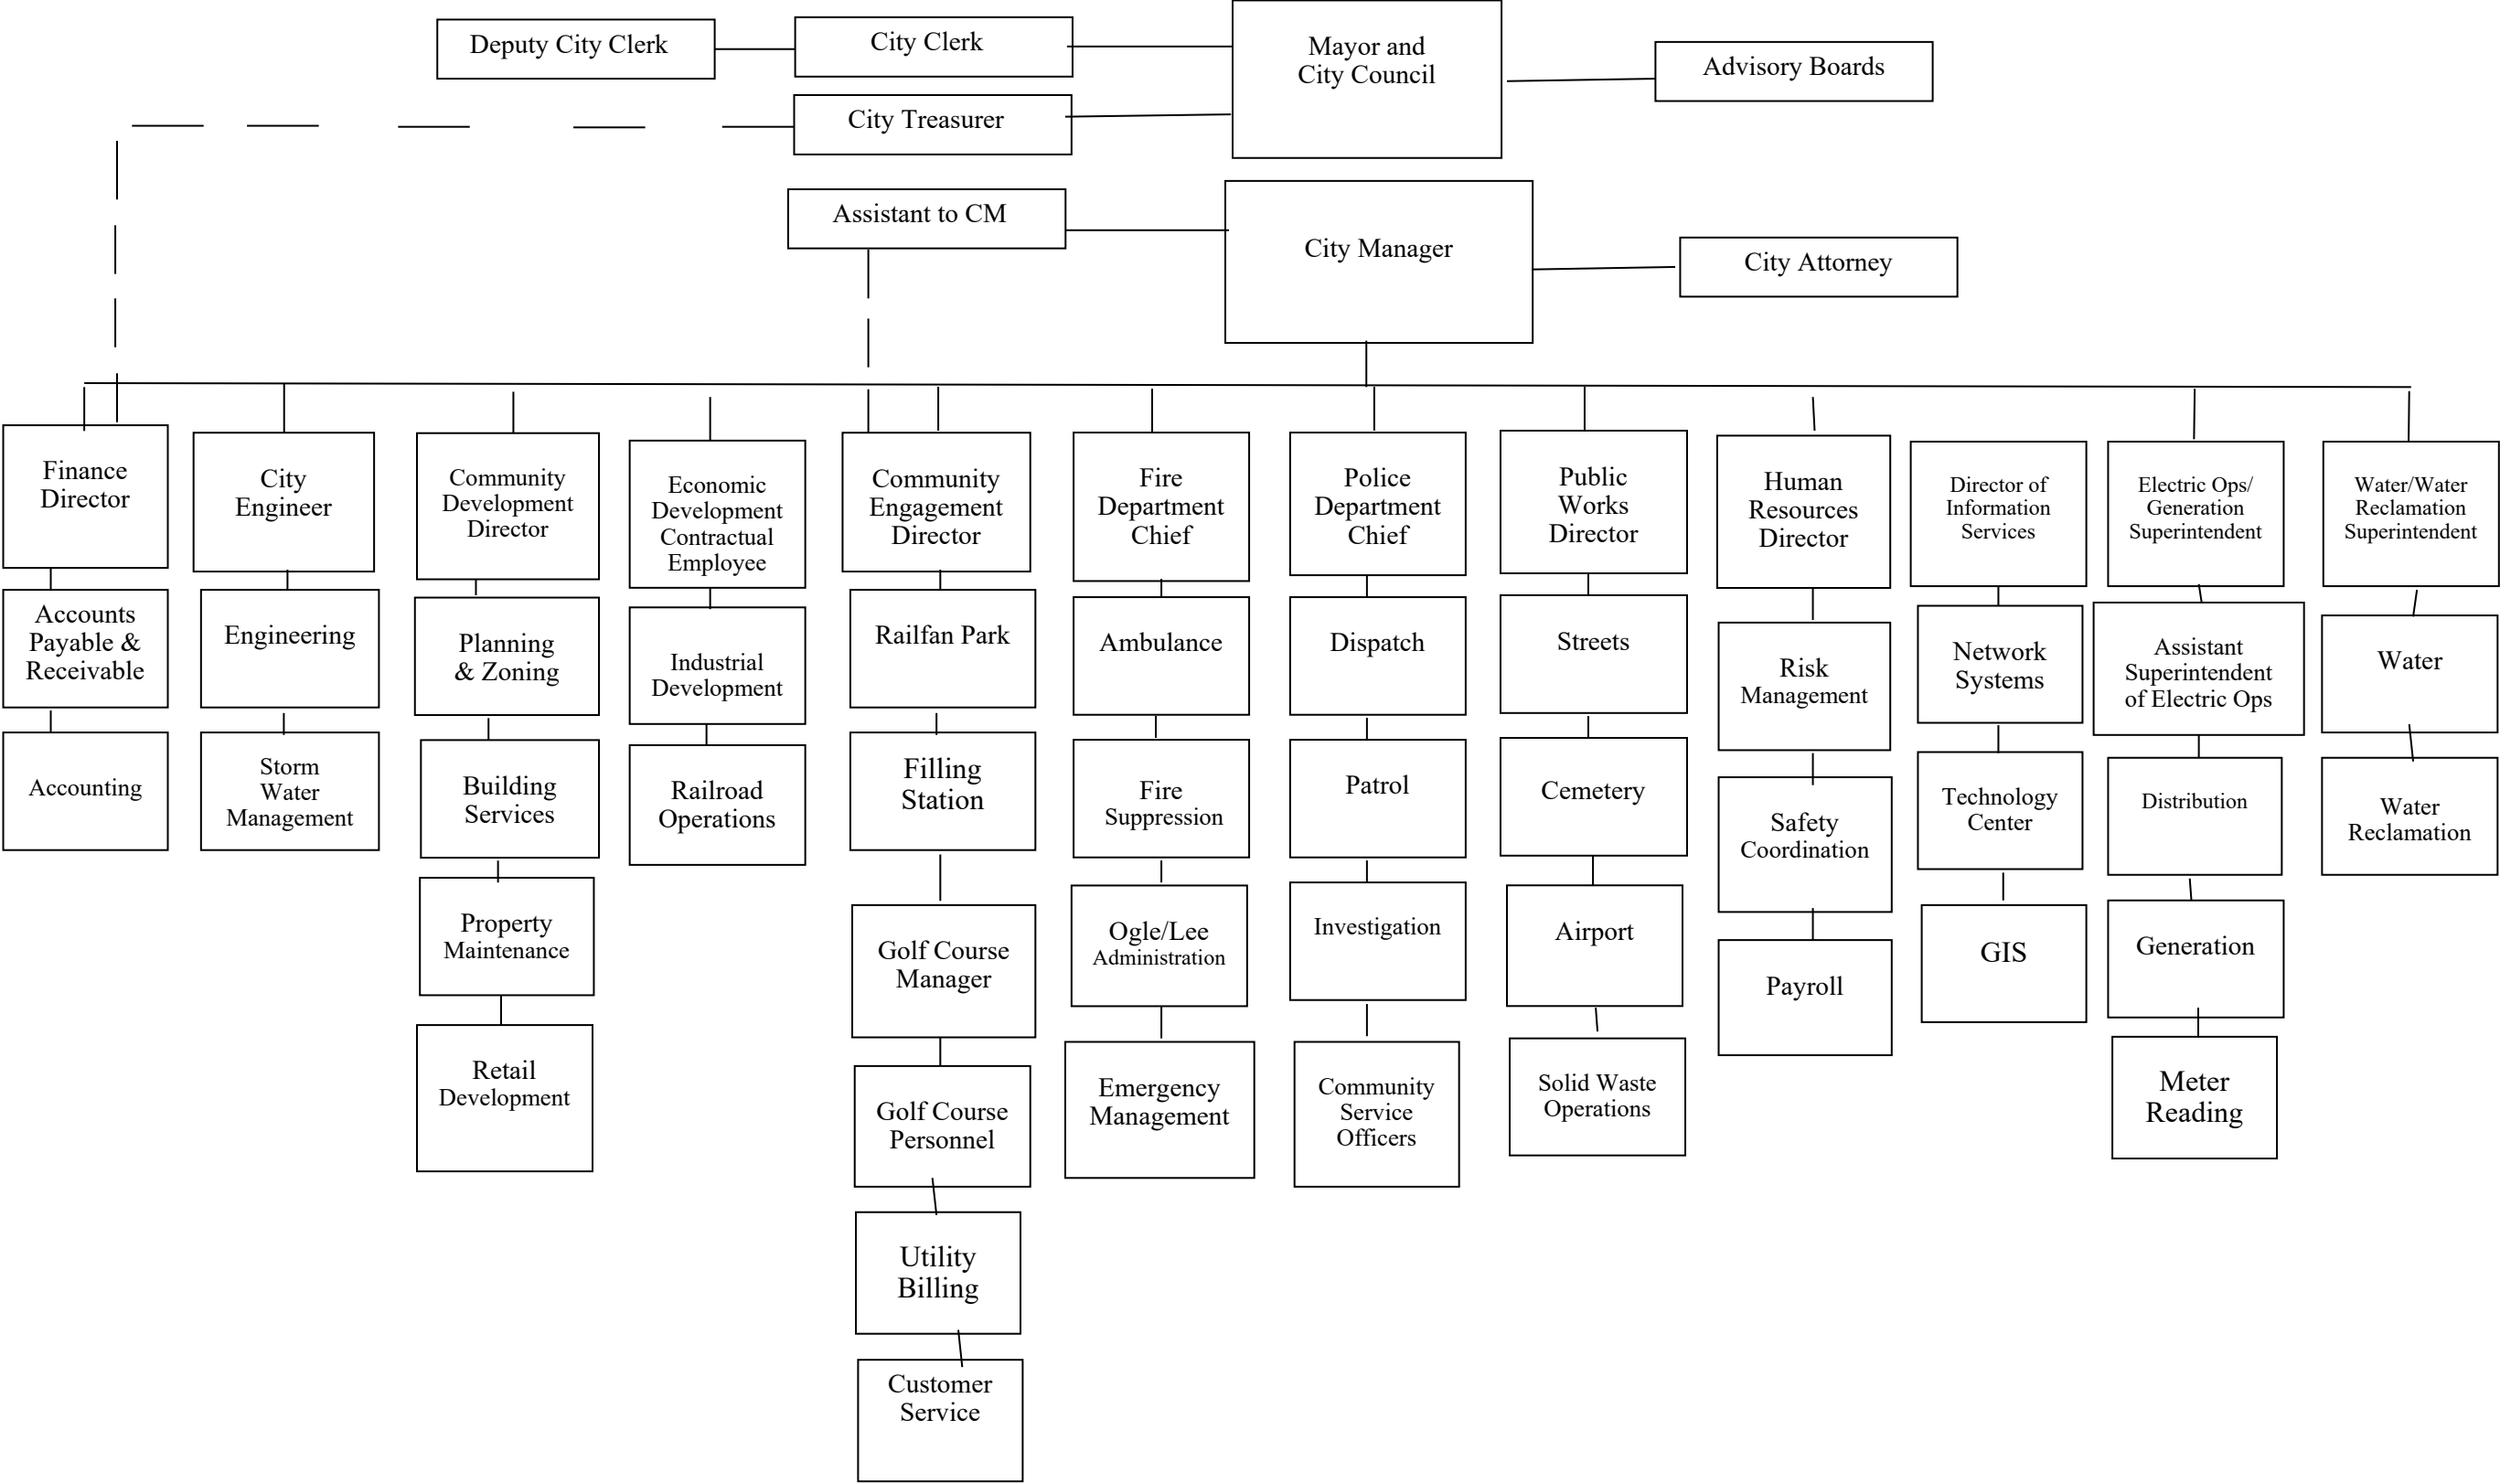 Deputy City Clerk
City Clerk
Mayor and
City Council
Advisory Boards
City Treasurer
Assistant to CM
City Manager
City Attorney
Finance
Director
City
Engineer
Community
Development
Director
Economic
Development
Contractual
Employee
Community
Engagement
Director
Fire
Department
Chief
Police
Department
Chief
Public
Works
Director
Human
Resources
Director
Director of
Information
Services
Electric Ops/
Generation
Superintendent
Water/Water
Reclamation
Superintendent
Accounts
Payable &
Receivable
Engineering
Planning
& Zoning
Industrial
Development
Railfan Park
Ambulance
Dispatch
Streets
Risk
Management
Network
Systems
Assistant
Superintendent
of Electric Ops
Water
Accounting
Storm
Water
Management
Building
Services
Railroad
Operations
Filling
Station
Fire
Suppression
Patrol
Cemetery
Safety
Coordination
Technology
Center
Distribution
Water
Reclamation
Property
Maintenance
Golf Course
Manager
Ogle/Lee
Administration
Investigation
Airport
Payroll
GIS
Generation
Retail
Development
Golf Course
Personnel
Emergency
Management
Community
Service
Officers
Solid Waste
Operations
Meter
Reading
Utility
Billing
Customer
Service